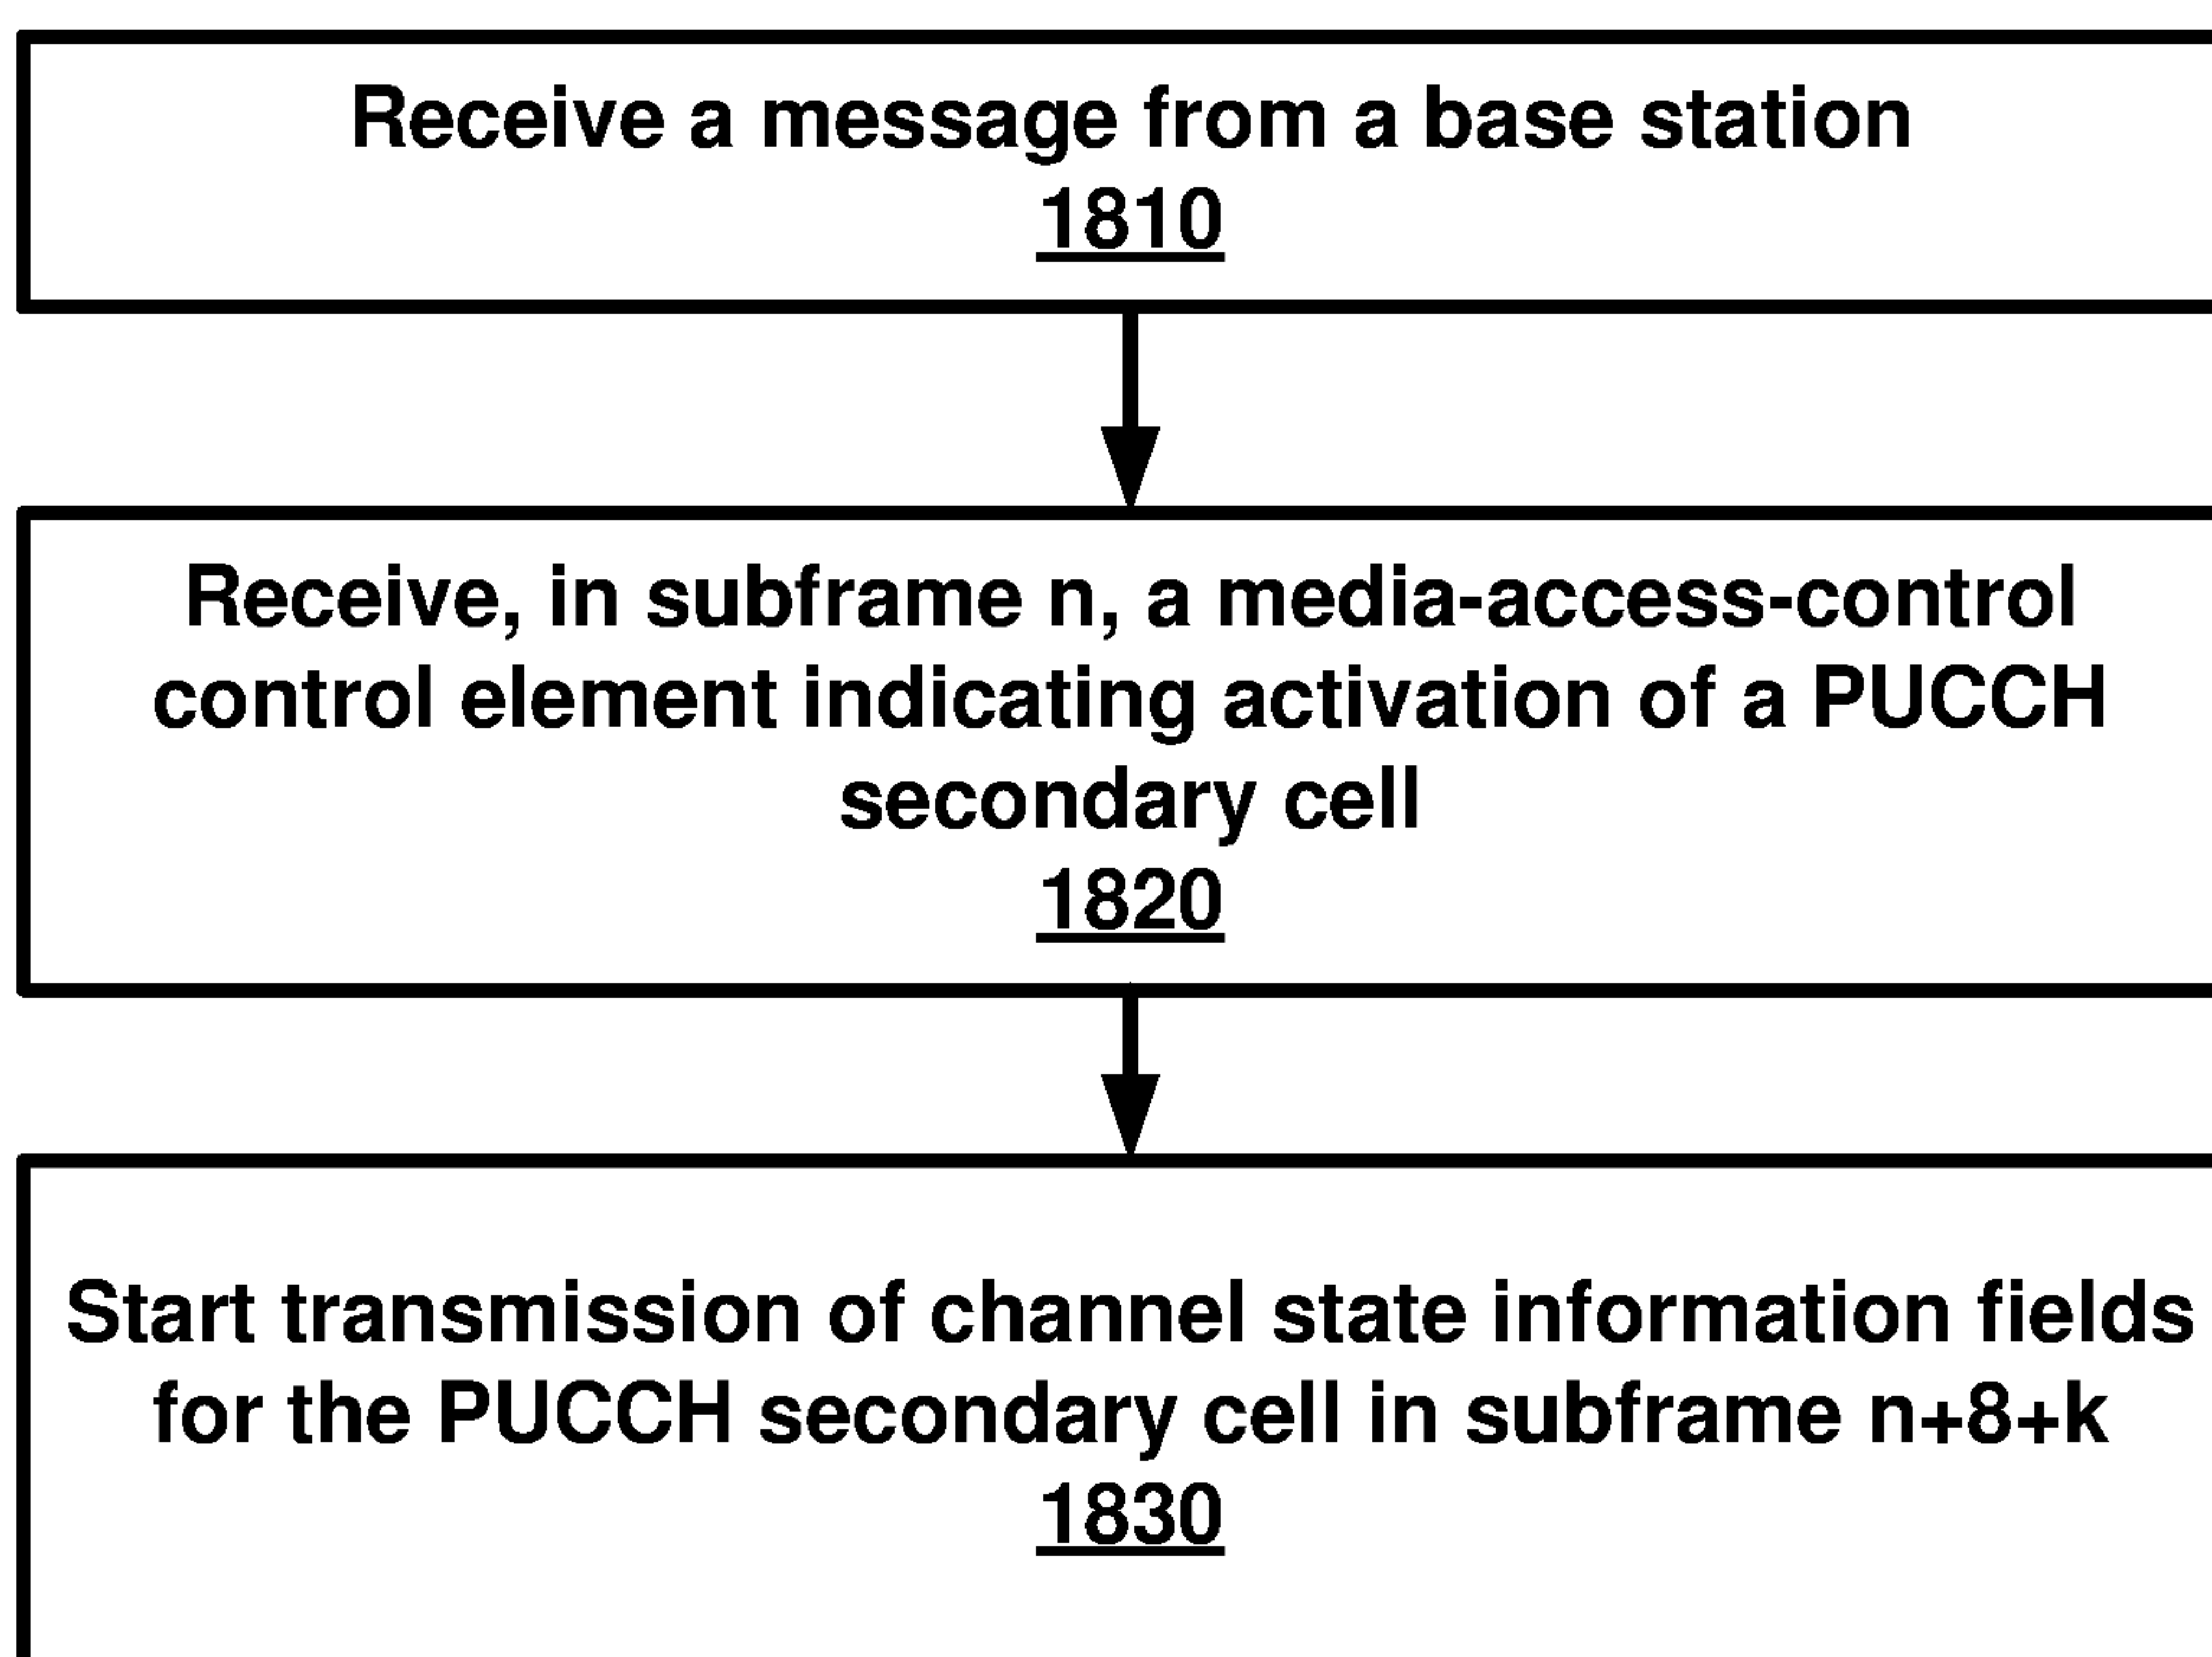 Receive a message from a base station
1810
Receive, in subframe n, a media-access-control
control element indicating activation of a PUCCH
secondary cell
1820
Start transmission of channel state information fields
for the PUCCH secondary cell in subframe n+8+k
1830